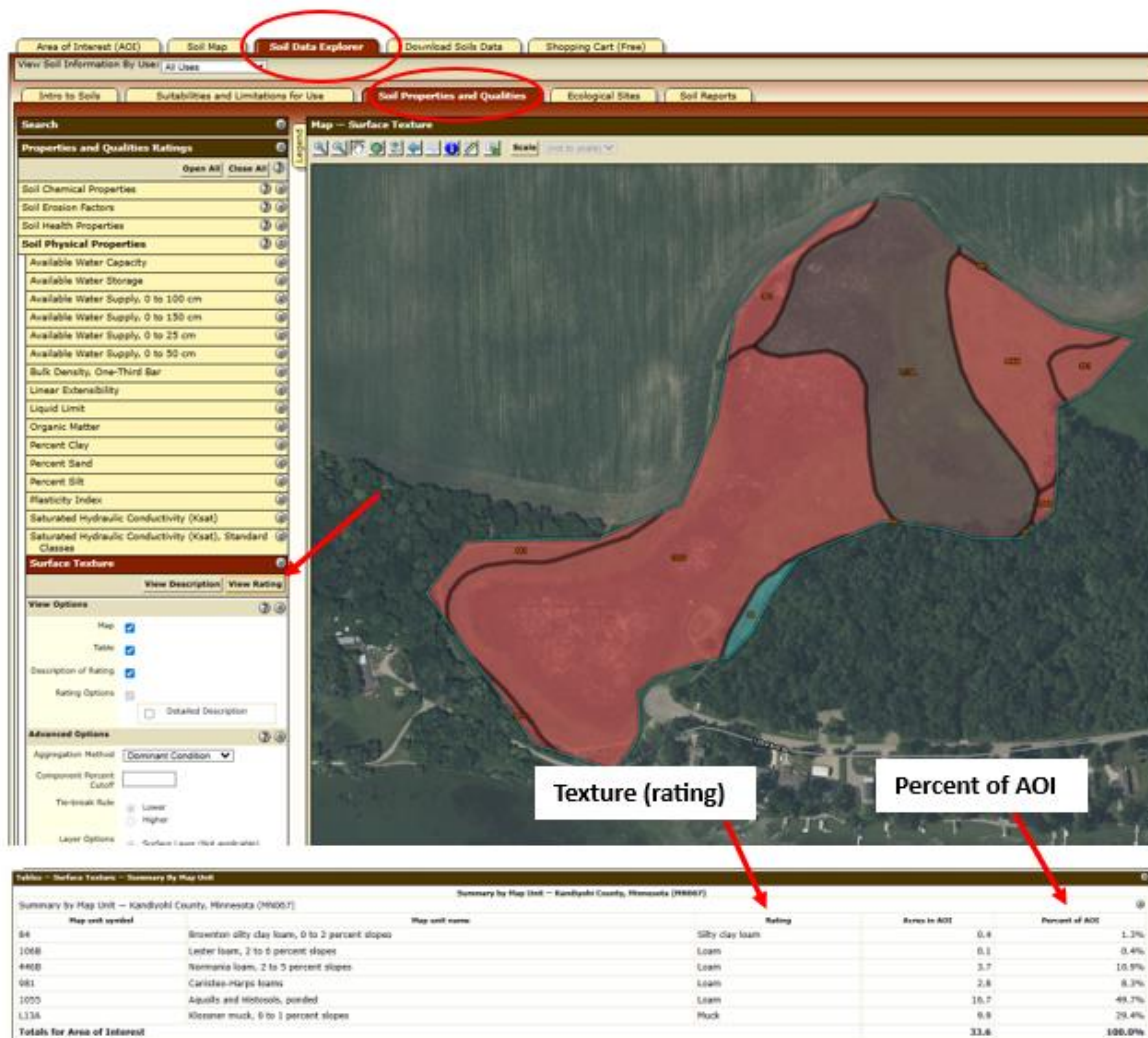 Area of Interest (AOI) Soil Map Soil Data Explorer Download Soils Data Shopping Cart (Free)
View Soil Information By Use: All Uses
Intro to Soils Suitabilities and Limitations for Use Soil Properties and Qualities Ecological Sites Soil Reports
Search
Map — Surface Texture
Properties and Qualities Ratings
Legend
Scale (not to scale)
Open All Close All
Soil Chemical Properties
Soil Erosion Factors
Soil Health Properties
Soil Physical Properties
Available Water Capacity
Available Water Storage
Available Water Supply, 0 to 100 cm
Available Water Supply, 0 to 150 cm
Available Water Supply, 0 to 25 cm
Available Water Supply, 0 to 50 cm
Bulk Density, One-Third Bar
Linear Extensibility
Liquid Limit
Organic Matter
Percent Clay
Percent Sand
Percent Silt
Plasticity Index
Saturated Hydraulic Conductivity (Ksat)
Saturated Hydraulic Conductivity (Ksat), Standard
Classes
Surface Texture
View Description View Rating
View Options
Map
Table
Description of Rating
Rating Options
Detailed Description
Advanced Options
Aggregation Method Dominant Condition
Component Percent
Cutoff
Tie-break Rule
Lower
Higher
Layer Options
Surface Layer (Not applicable)
Texture (rating)
Percent of AOI
Tables — Surface Texture — Summary By Map Unit
Summary by Map Unit — Kandiyohi County, Minnesota (MN067)
Summary by Map Unit — Kandiyohi County, Minnesota (MN067)
Map unit symbol Map unit name Rating Acres in AOI Percent of AOI
84 Brownton silty clay loam, 0 to 2 percent slopes Silty clay loam 0.4 1.3%
106B Lester loam, 2 to 6 percent slopes Loam 0.1 0.4%
446B Normania loam, 2 to 5 percent slopes Loam 3.7 10.9%
981 Canisteo-Harps loams Loam 2.8 8.3%
1055 Aquolls and Histosols, ponded Loam 16.7 49.7%
L13A Klossner muck, 0 to 1 percent slopes Muck 9.9 29.4%
Totals for Area of Interest 33.6 100.0%